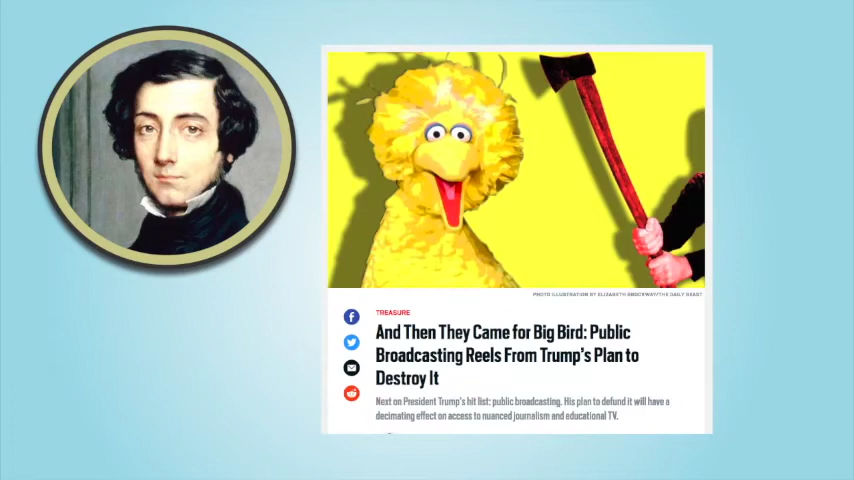 PHOTO ILLUSTRATION BY ELIZABETH BROCKWAY/THE DAILY BEAST
TREASURE
And Then They Came for Big Bird: Public
Broadcasting Reels From Trump's Plan to
Destroy It
Next on President Trump's hit list: public broadcasting. His plan to defund it will have a
decimating effect on access to nuanced journalism and educational TV.